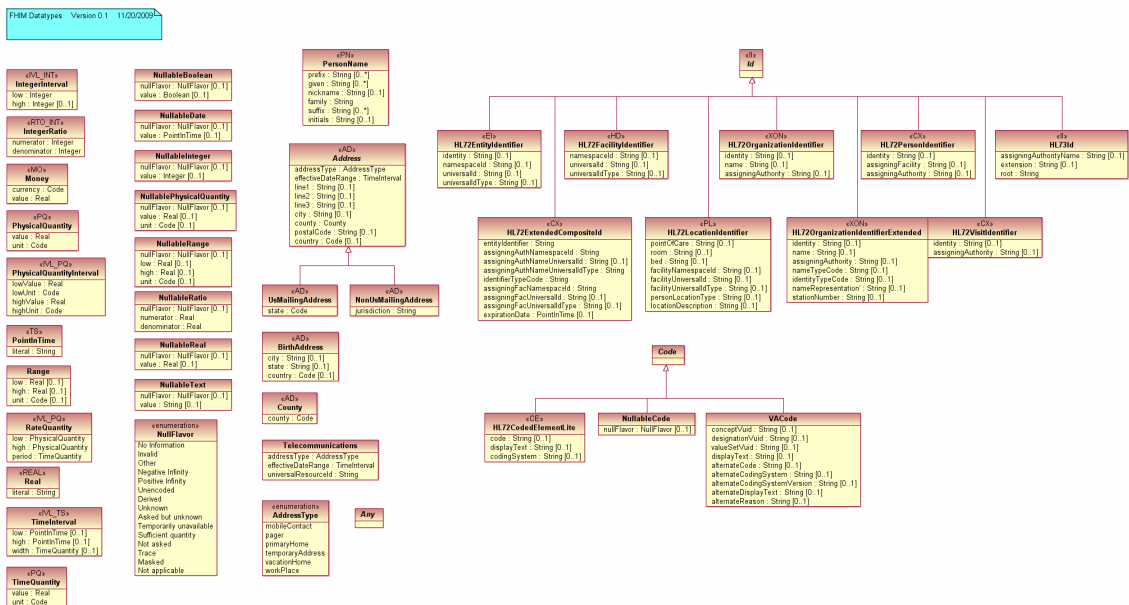 FHIM Datatypes Version 0.1 11/20/2009
«IVL_INT»
IntegerInterval
low : Integer
high : Integer [0..1]
«RTO_INT»
IntegerRatio
numerator : Integer
denominator : Integer
«MO»
Money
currency : Code
value : Real
«PQ»
PhysicalQuantity
value : Real
unit : Code
«IVL_PQ»
PhysicalQuantityInterval
lowValue : Real
lowUnit : Code
highValue : Real
highUnit : Code
«TS»
PointInTime
literal : String
Range
low : Real [0..1]
high : Real [0..1]
unit : Code [0..1]
«IVL_PQ»
RateQuantity
low : PhysicalQuantity
high : PhysicalQuantity
period : TimeQuantity
«REAL»
Real
literal : String
«IVL_TS»
TimeInterval
low : PointInTime [0..1]
high : PointInTime [0..1]
width : TimeQuantity [0..1]
«PQ»
TimeQuantity
value : Real
unit : Code
NullableBoolean
nullFlavor : NullFlavor [0..1]
value : Boolean [0..1]
NullableDate
nullFlavor : NullFlavor [0..1]
value : PointInTime [0..1]
NullableInteger
nullFlavor : NullFlavor [0..1]
value : Integer [0..1]
NullablePhysicalQuantity
nullFlavor : NullFlavor [0..1]
value : Real [0..1]
unit : Code [0..1]
NullableRange
nullFlavor : NullFlavor [0..1]
low : Real [0..1]
high : Real [0..1]
unit : Code [0..1]
NullableRatio
nullFlavor : NullFlavor [0..1]
numerator : Real
denominator : Real
NullableReal
nullFlavor : NullFlavor [0..1]
value : Real [0..1]
NullableText
nullFlavor : NullFlavor [0..1]
value : String [0..1]
«enumeration»
NullFlavor
No Information
Invalid
Other
Negative Infinity
Positive Infinity
Unencoded
Derived
Unknown
Asked but unknown
Temporarily unavailable
Sufficient quantity
Not asked
Trace
Masked
Not applicable
«PN»
PersonName
prefix : String [0..*]
given : String [0..*]
nickname : String [0..1]
family : String
suffix : String [0..*]
initials : String [0..1]
«AD»
Address
addressType : AddressType
effectiveDateRange : TimeInterval
line1 : String [0..1]
line2 : String [0..1]
line3 : String [0..1]
city : String [0..1]
county : County
postalCode : String [0..1]
country : Code [0..1]
«AD»
UsMailingAddress
state : Code
«AD»
NonUsMailingAddress
jurisdiction : String
«AD»
BirthAddress
city : String [0..1]
state : String [0..1]
country : Code [0..1]
«AD»
County
county : Code
Telecommunications
addressType : AddressType
effectiveDateRange : TimeInterval
universalResourceId : String
«enumeration»
AddressType
mobileContact
pager
primaryHome
temporaryAddress
vacationHome
workPlace
Any
«II»
Id
«EI»
HL72EntityIdentifier
identity : String [0..1]
namespaceId : String [0..1]
universalId : String [0..1]
universalIdType : String [0..1]
«HD»
HL72FacilityIdentifier
namespaceId : String [0..1]
universalId : String [0..1]
universalIdType : String [0..1]
«XON»
HL72OrganizationIdentifier
identity : String [0..1]
name : String [0..1]
assigningAuthority : String [0..1]
«CX»
HL72PersonIdentifier
identity : String [0..1]
assigningFacility : String [0..1]
assigningAuthority : String [0..1]
«II»
HL73Id
assigningAuthorityName : String [0..1]
extension : String [0..1]
root : String
«CX»
HL72ExtendedCompositeId
entityIdentifier : String
assigningAuthNamespaceId : String
assigningAuthNameUniversalId : String
assigningAuthNameUniversalIdType : String
identifierTypeCode : String
assigningFacNamespaceId : String
assigningFacUniversalId : String
assigningFacUniversalIdType : String
expirationDate : PointInTime [0..1]
«PL»
HL72LocationIdentifier
pointOfCare : String [0..1]
room : String [0..1]
bed : String [0..1]
facilityNamespaceId : String [0..1]
facilityUniversalId : String [0..1]
facilityUniversalIdType : String [0..1]
personLocationType : String [0..1]
locationDescription : String [0..1]
«XON»
HL72OrganizationIdentifierExtended
identity : String [0..1]
name : String [0..1]
assigningAuthority : String [0..1]
nameTypeCode : String [0..1]
identityTypeCode : String [0..1]
nameRepresentation' : String [0..1]
stationNumber : String [0..1]
«CX»
HL72VisitIdentifier
identity : String [0..1]
assigningAuthority : String [0..1]
Code
«CE»
HL72CodedElementLite
code : String [0..1]
displayText : String [0..1]
codingSystem : String [0..1]
NullableCode
nullFlavor : NullFlavor [0..1]
VACode
conceptVuid : String [0..1]
designationVuid : String [0..1]
valueSetVuid : String [0..1]
displayText : String [0..1]
alternateCode : String [0..1]
alternateCodingSystem : String [0..1]
alternateCodingSystemVersion : String [0..1]
alternateDisplayText : String [0..1]
alternateReason : String [0..1]